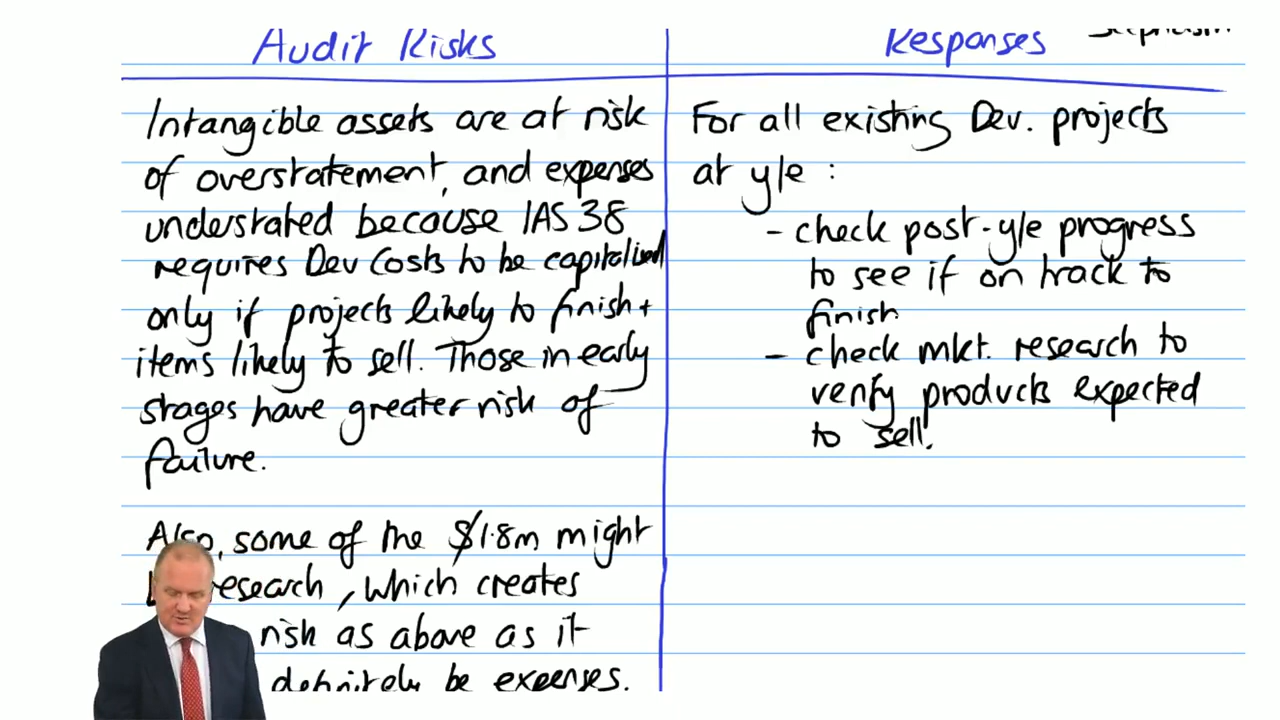 Audit Risks
Responses
Intangible assets are at risk
of overstatement, and expenses
understated because IAS 38
requires Dev Costs to be capitalised
only if projects likely to finish +
items likely to sell. Those in early
stages have greater risk of
failure.
Also, some of the $1.8m might
research, which creates
risk as above as it
definitely be expenses.
For all existing Dev. projects
at y/e :
- check post-y/e progress
to see if on track to
finish.
- check mkt. research to
verify products expected
to sell.